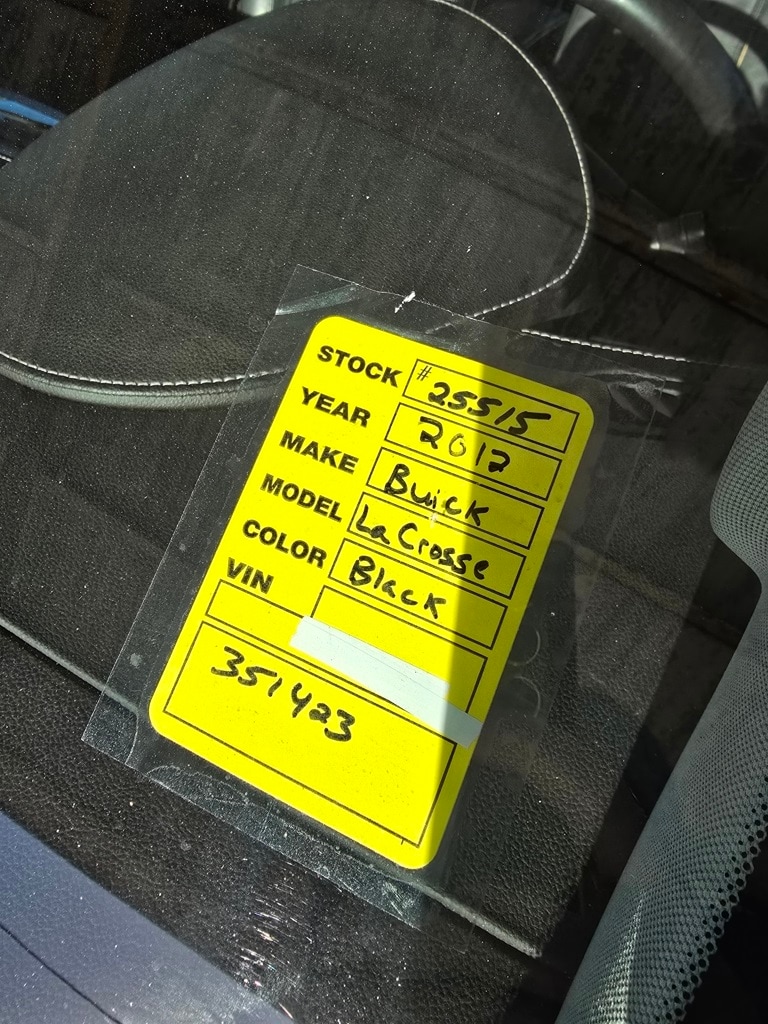 STOCK # 25515
YEAR 2012
MAKE Buick
MODEL LaCrosse
COLOR Black
VIN
351423